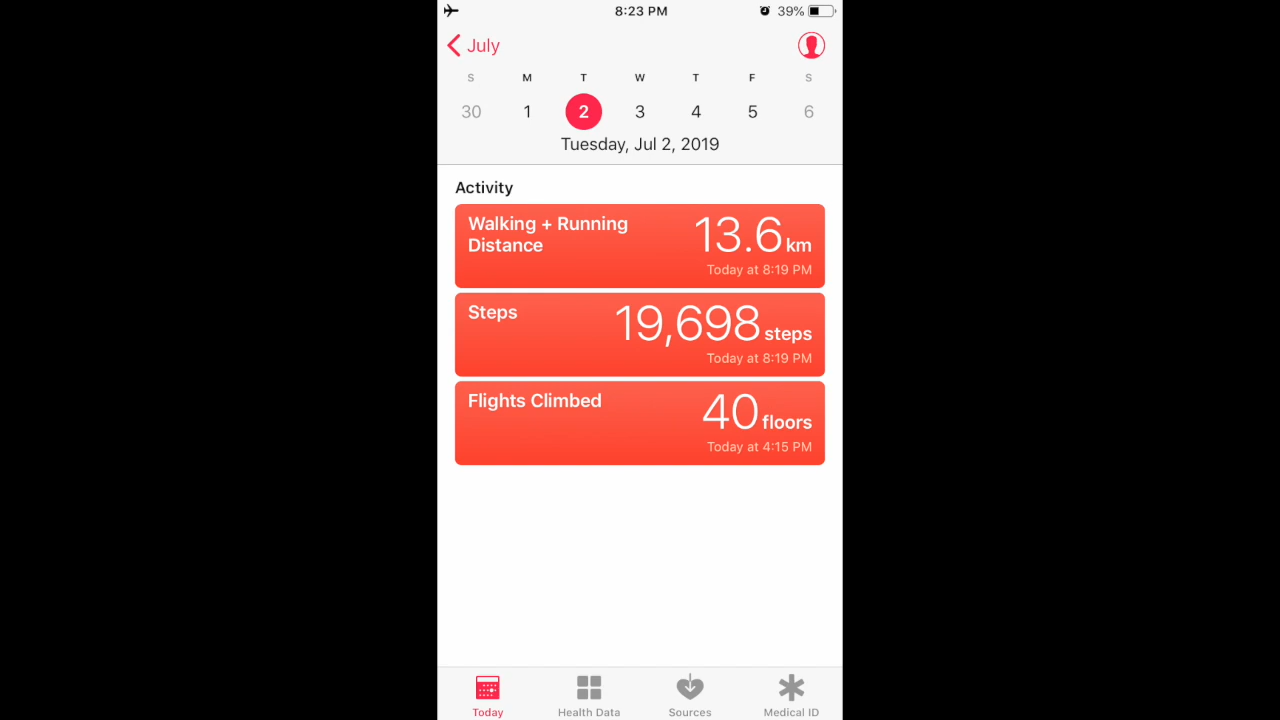 8:23 PM 39%
July
S M T W T F S
30 1 2 3 4 5 6
Tuesday, Jul 2, 2019
Activity
Walking + Running
Distance
13.6 km
Today at 8:19 PM
Steps
19,698 steps
Today at 8:19 PM
Flights Climbed
40 floors
Today at 4:15 PM
Today Health Data Sources Medical ID